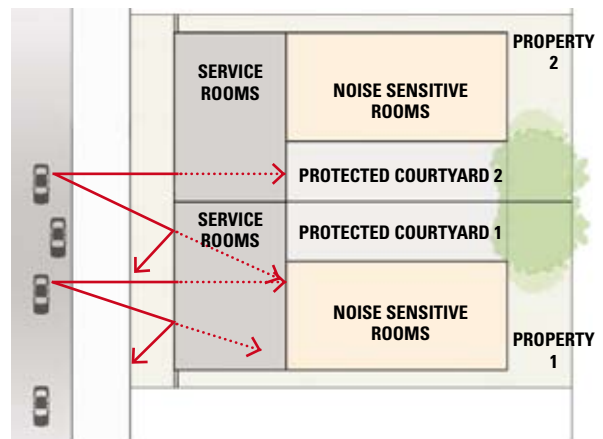 PROPERTY
2
SERVICE
ROOMS
NOISE SENSITIVE
ROOMS
PROTECTED COURTYARD 2
SERVICE
ROOMS
PROTECTED COURTYARD 1
NOISE SENSITIVE
ROOMS
PROPERTY
1